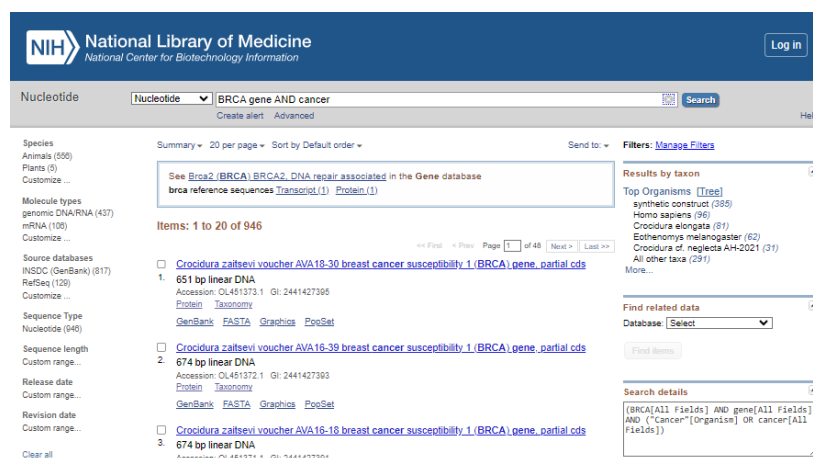 NIH
National Library of Medicine
National Center for Biotechnology Information
Log in
Nucleotide
Nucleotide
BRCA gene AND cancer
Search
Create alert
Advanced
Hel
Species
Animals (556)
Plants (5)
Customize ...
Molecule types
genomic DNA/RNA (437)
mRNA (106)
Customize ...
Source databases
INSDC (GenBank) (817)
RefSeq (129)
Customize ...
Sequence Type
Nucleotide (946)
Sequence length
Custom range...
Release date
Custom range...
Revision date
Custom range...
Clear all
Summary 20 per page Sort by Default order
Send to:
See Brca2 (BRCA) BRCA2, DNA repair associated in the Gene database
brca reference sequences Transcript (1) Protein (1)
Items: 1 to 20 of 946
<< First < Prev Page 1 of 48 Next > Last >>
Crocidura zaitsevi voucher AVA18-30 breast cancer susceptibility 1 (BRCA) gene, partial cds
1. 651 bp linear DNA
Accession: OL451373.1 GI: 2441427395
Protein Taxonomy
GenBank FASTA Graphics PopSet
Crocidura zaitsevi voucher AVA16-39 breast cancer susceptibility 1 (BRCA) gene, partial cds
2. 674 bp linear DNA
Accession: OL451372.1 GI: 2441427393
Protein Taxonomy
GenBank FASTA Graphics PopSet
Crocidura zaitsevi voucher AVA16-18 breast cancer susceptibility 1 (BRCA) gene, partial cds
3. 674 bp linear DNA
Accession: OL451371.1 GI: 2441427391
Filters: Manage Filters
Results by taxon
Top Organisms [Tree]
synthetic construct (385)
Homo sapiens (96)
Crocidura elongata (81)
Eothenomys melanogaster (62)
Crocidura cf. neglecta AH-2021 (31)
All other taxa (291)
More...
Find related data
Database: Select
Find items
Search details
(BRCA[All Fields] AND gene[All Fields]
AND ("Cancer"[Organism] OR cancer[All
Fields])